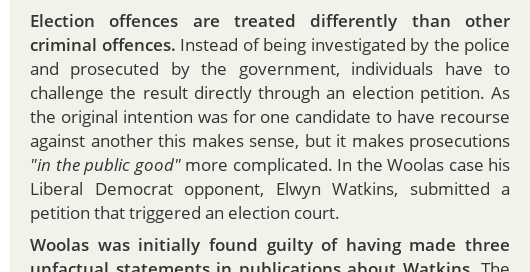 Election offences are treated differently than other
criminal offences. Instead of being investigated by the police
and prosecuted by the government, individuals have to
challenge the result directly through an election petition. As
the original intention was for one candidate to have recourse
against another this makes sense, but it makes prosecutions
"in the public good" more complicated. In the Woolas case his
Liberal Democrat opponent, Elwyn Watkins, submitted a
petition that triggered an election court.
Woolas was initially found guilty of having made three
unfactual statements in publications about Watkins. The